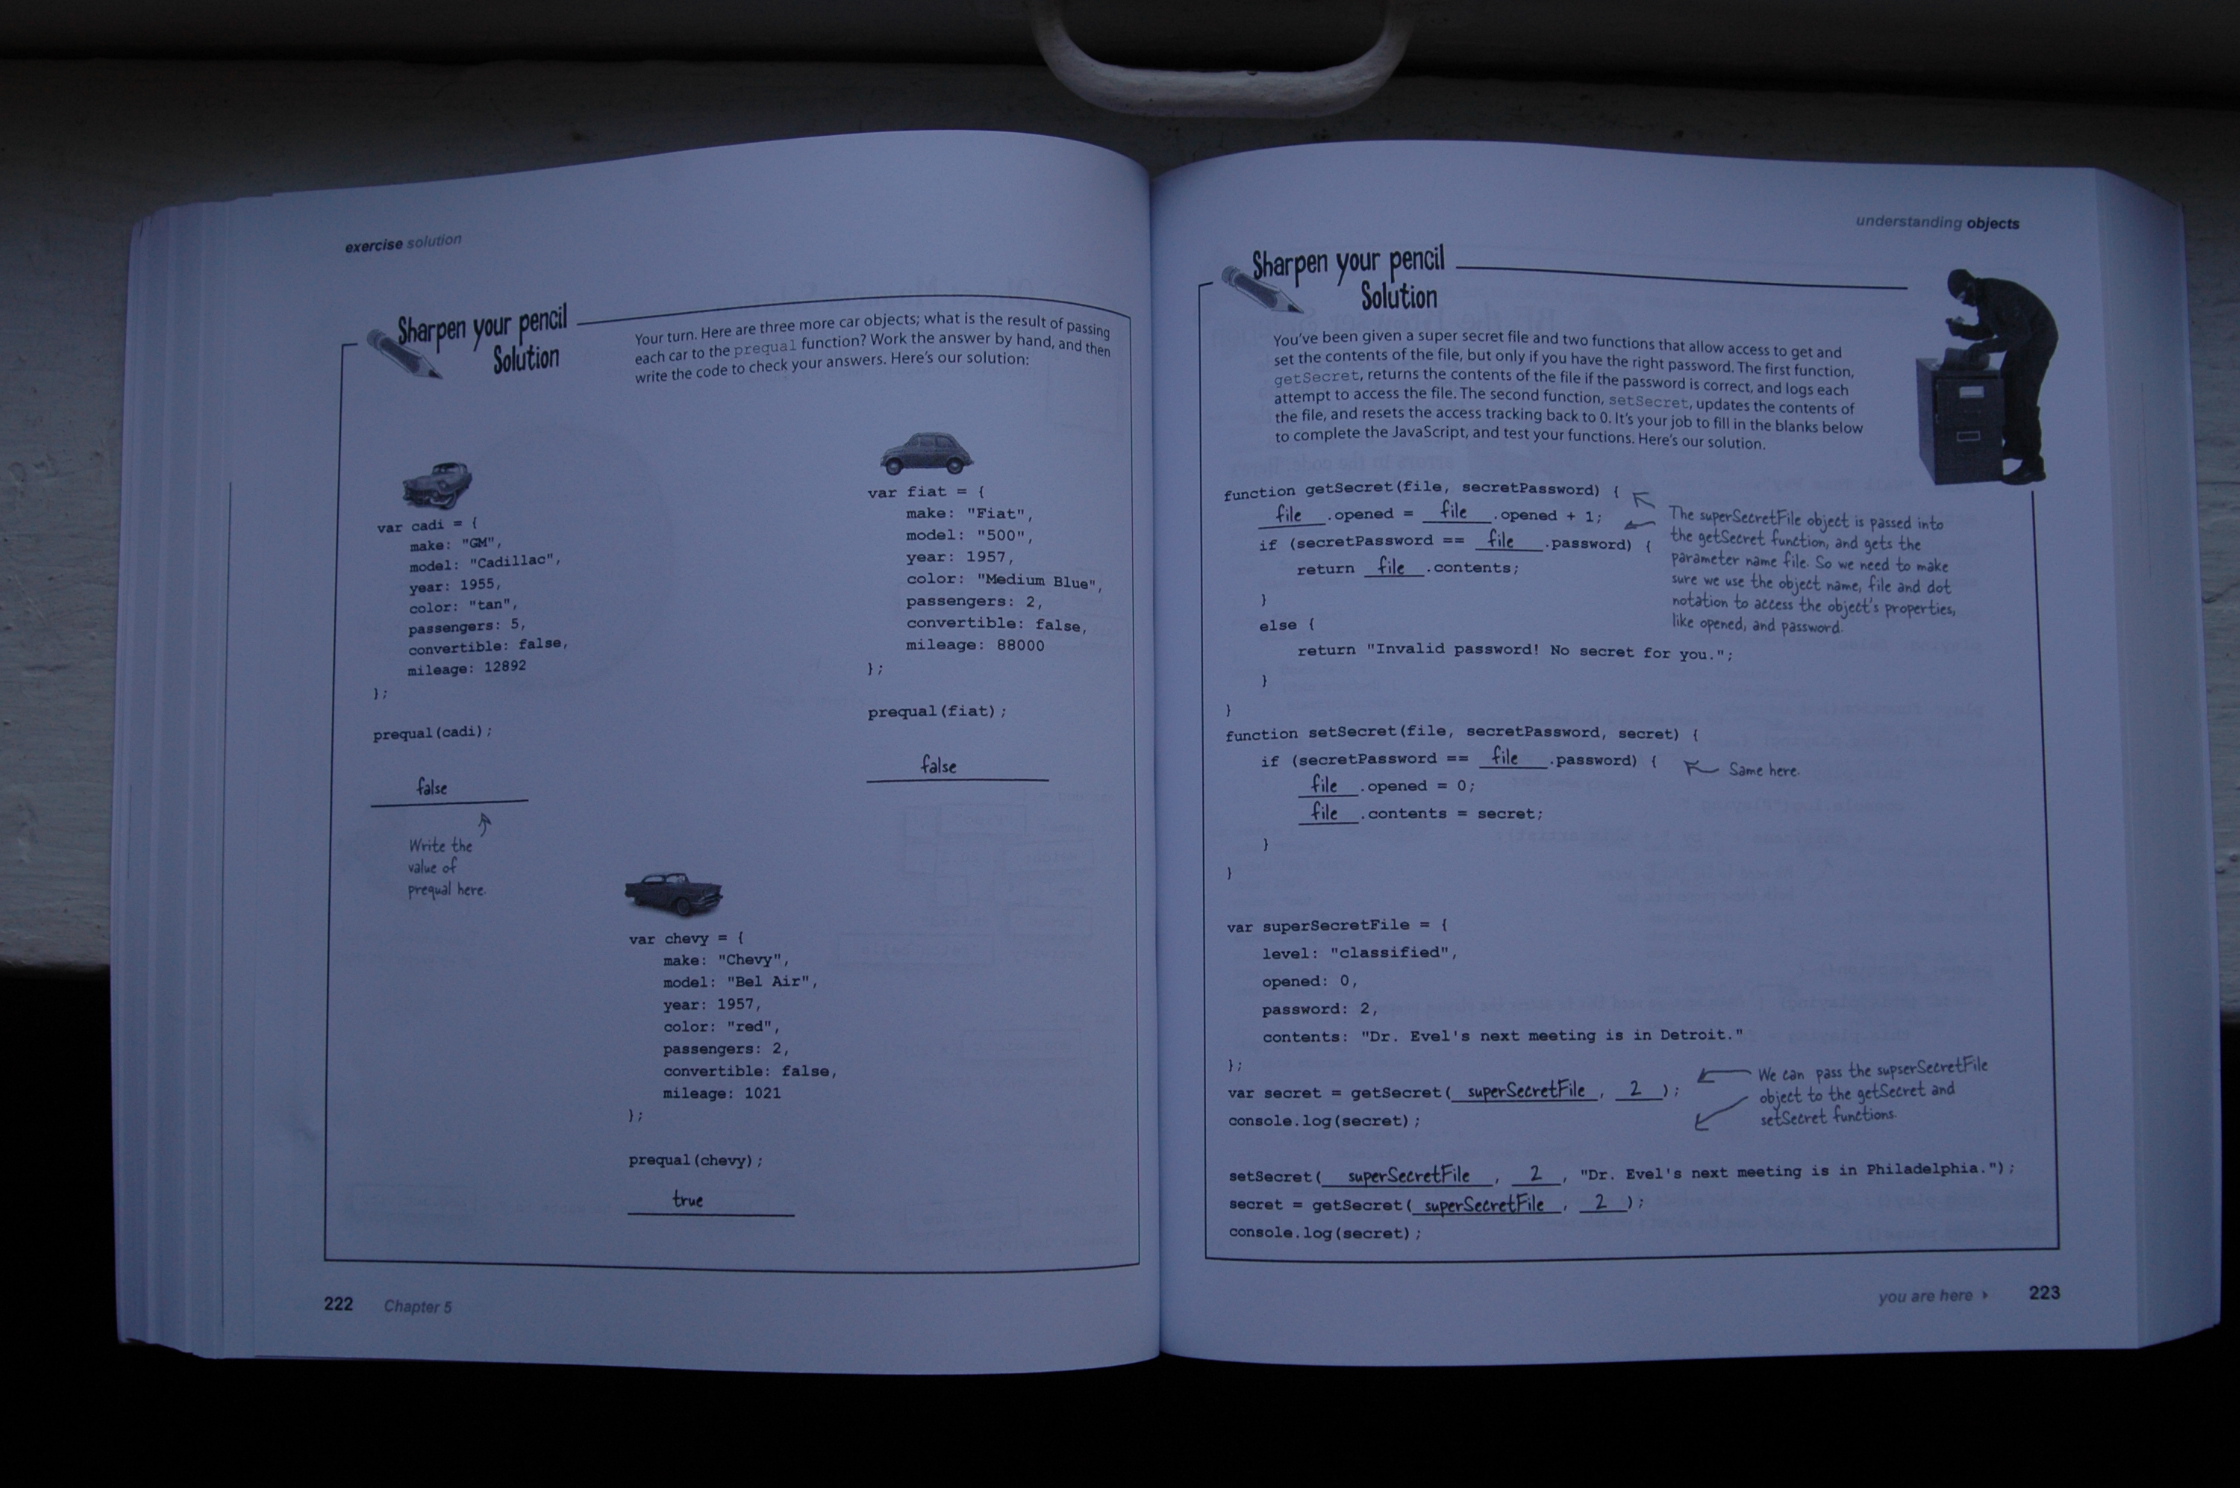 exercise solution
Sharpen your pencil
Solution
Your turn. Here are three more car objects; what is the result of passing
each car to the prequal function? Work the answer by hand, and then
write the code to check your answers. Here's our solution:
var cadi = {
make: "GM",
model: "Cadillac",
year: 1955,
color: "tan",
passengers: 5,
convertible: false,
mileage: 12892
};
prequal(cadi);
false
Write the
value of
prequal here.
var fiat = {
make: "Fiat",
model: "500",
year: 1957,
color: "Medium Blue",
passengers: 2,
convertible: false,
mileage: 88000
};
prequal(fiat);
false
var chevy = {
make: "Chevy",
model: "Bel Air",
year: 1957,
color: "red",
passengers: 2,
convertible: false,
mileage: 1021
};
prequal(chevy);
true
222 Chapter 5
understanding objects
Sharpen your pencil
Solution
You've been given a super secret file and two functions that allow access to get and
set the contents of the file, but only if you have the right password. The first function,
getSecret, returns the contents of the file if the password is correct, and logs each
attempt to access the file. The second function, setSecret, updates the contents of
the file, and resets the access tracking back to 0. It's your job to fill in the blanks below
to complete the JavaScript, and test your functions. Here's our solution.
function getSecret(file, secretPassword) {
file.opened = file.opened + 1;
if (secretPassword == file.password) {
return file.contents;
}
else {
return "Invalid password! No secret for you.";
}
}
The superSecretFile object is passed into
the getSecret function, and gets the
parameter name file. So we need to make
sure we use the object name, file and dot
notation to access the object's properties,
like opened, and password.
function setSecret(file, secretPassword, secret) {
if (secretPassword == file.password) {
Same here.
file.opened = 0;
file.contents = secret;
}
}
var superSecretFile = {
level: "classified",
opened: 0,
password: 2,
contents: "Dr. Evel's next meeting is in Detroit."
};
var secret = getSecret(superSecretFile, 2);
console.log(secret);
We can pass the supserSecretFile
object to the getSecret and
setSecret functions.
setSecret(superSecretFile, 2, "Dr. Evel's next meeting is in Philadelphia.");
secret = getSecret(superSecretFile, 2);
console.log(secret);
you are here ▸ 223